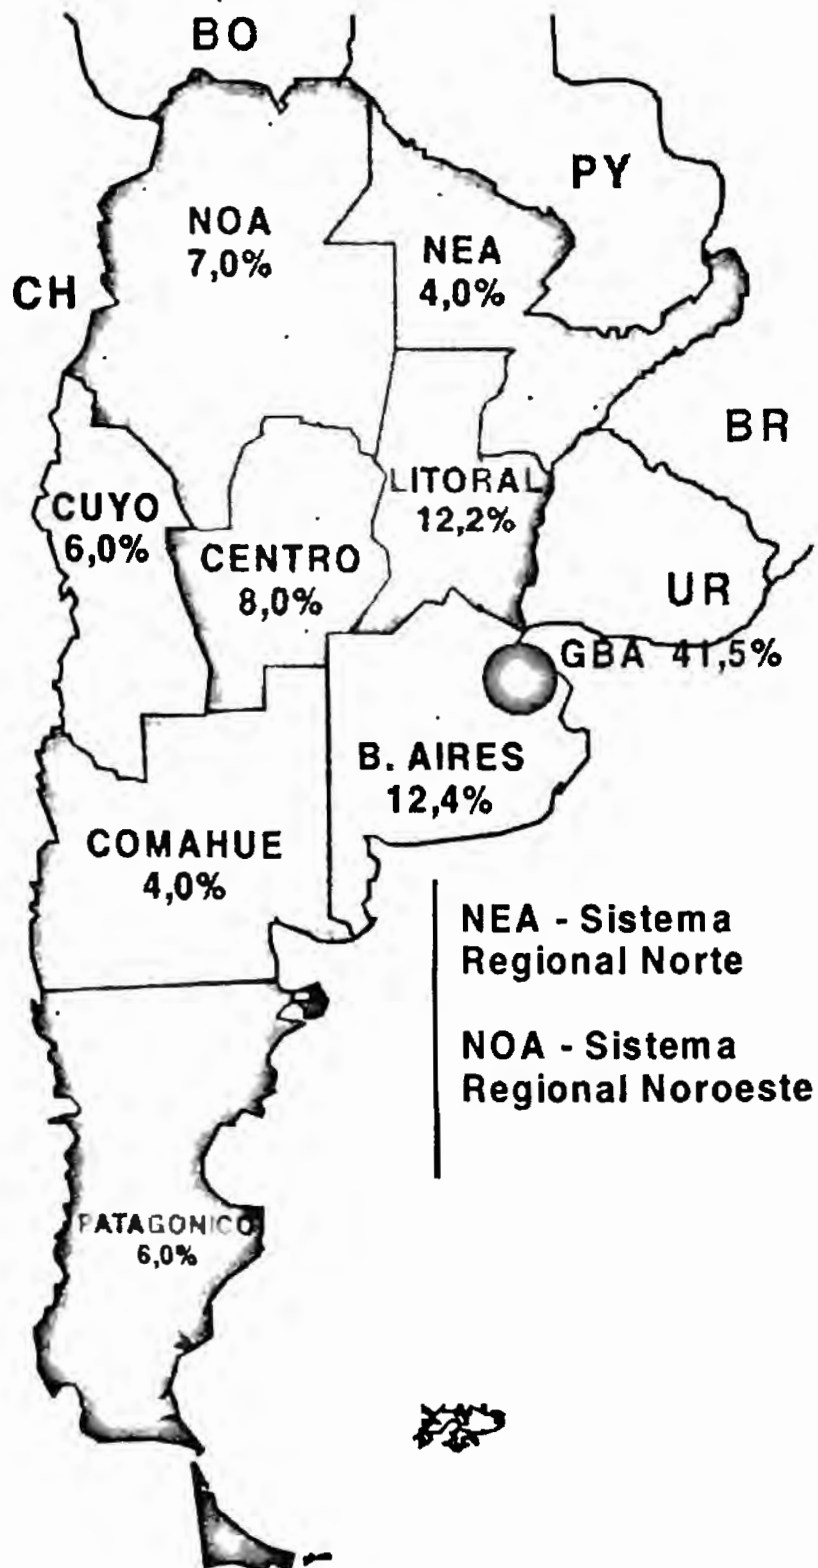 BO
PY
NOA
7,0%
NEA
4,0%
CH
BR
LITORAL
12,2%
CUYO
6,0%
CENTRO
8,0%
UR
GBA 41,5%
B. AIRES
12,4%
COMAHUE
4,0%
NEA - Sistema
Regional Norte
NOA - Sistema
Regional Noroeste
PATAGONICO
6,0%